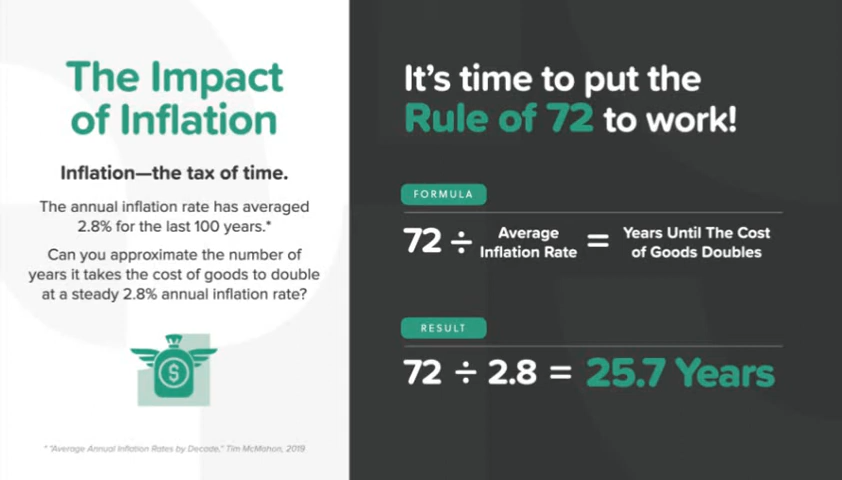 The Impact
of Inflation
Inflation—the tax of time.
The annual inflation rate has averaged
2.8% for the last 100 years.*
Can you approximate the number of
years it takes the cost of goods to double
at a steady 2.8% annual inflation rate?
$
* "Average Annual Inflation Rates by Decade," Tim McMahon, 2019
It's time to put the
Rule of 72 to work!
FORMULA
72 ÷ Average Inflation Rate = Years Until The Cost of Goods Doubles
RESULT
72 ÷ 2.8 = 25.7 Years